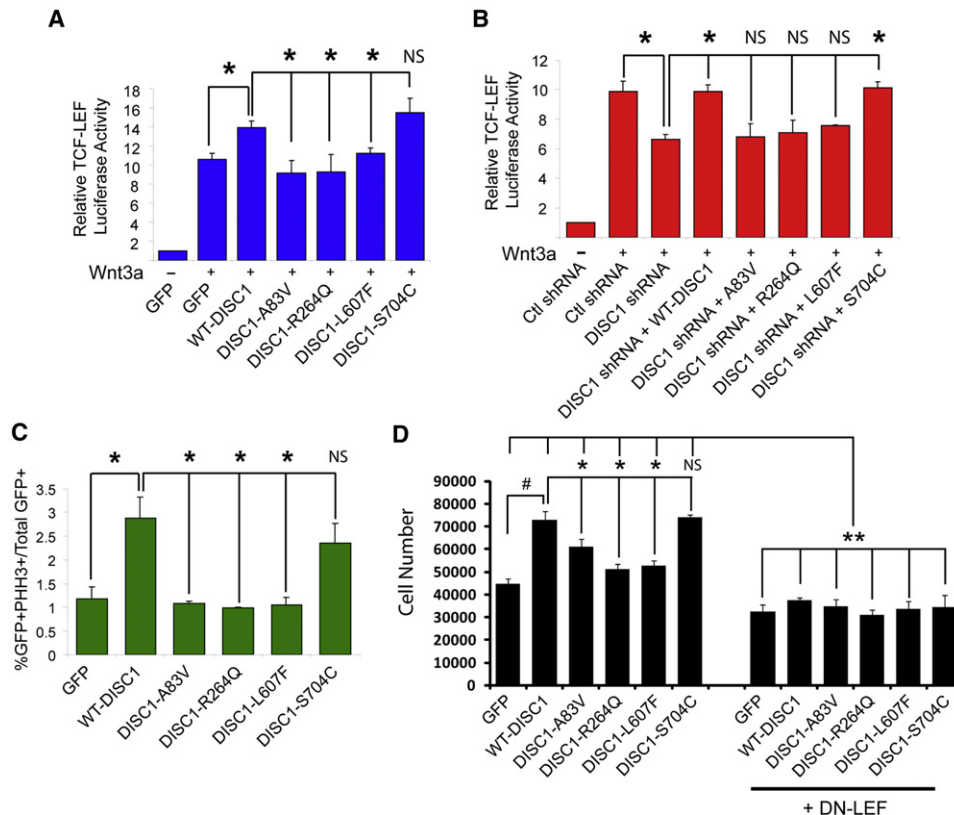 A
Relative TCF-LEF
Luciferase Activity
18
16
14
12
10
8
6
4
2
* * * * NS
Wnt3a − + + + + + +
GFP
GFP
WT-DISC1
DISC1-A83V
DISC1-R264Q
DISC1-L607F
DISC1-S704C
B
Relative TCF-LEF
Luciferase Activity
12
10
8
6
4
2
* * NS NS NS *
Wnt3a − + + + + + + +
Ctl shRNA
Ctl shRNA
DISC1 shRNA
DISC1 shRNA + WT-DISC1
DISC1 shRNA + A83V
DISC1 shRNA + R264Q
DISC1 shRNA + L607F
DISC1 shRNA + S704C
C
%GFP+PHH3+/Total GFP+
3.5
3
2.5
2
1.5
1
0.5
0
* * * * NS
GFP
WT-DISC1
DISC1-A83V
DISC1-R264Q
DISC1-L607F
DISC1-S704C
D
Cell Number
90000
80000
70000
60000
50000
40000
30000
20000
10000
0
# * * * NS
**
GFP
WT-DISC1
DISC1-A83V
DISC1-R264Q
DISC1-L607F
DISC1-S704C
GFP
WT-DISC1
DISC1-A83V
DISC1-R264Q
DISC1-L607F
DISC1-S704C
+ DN-LEF